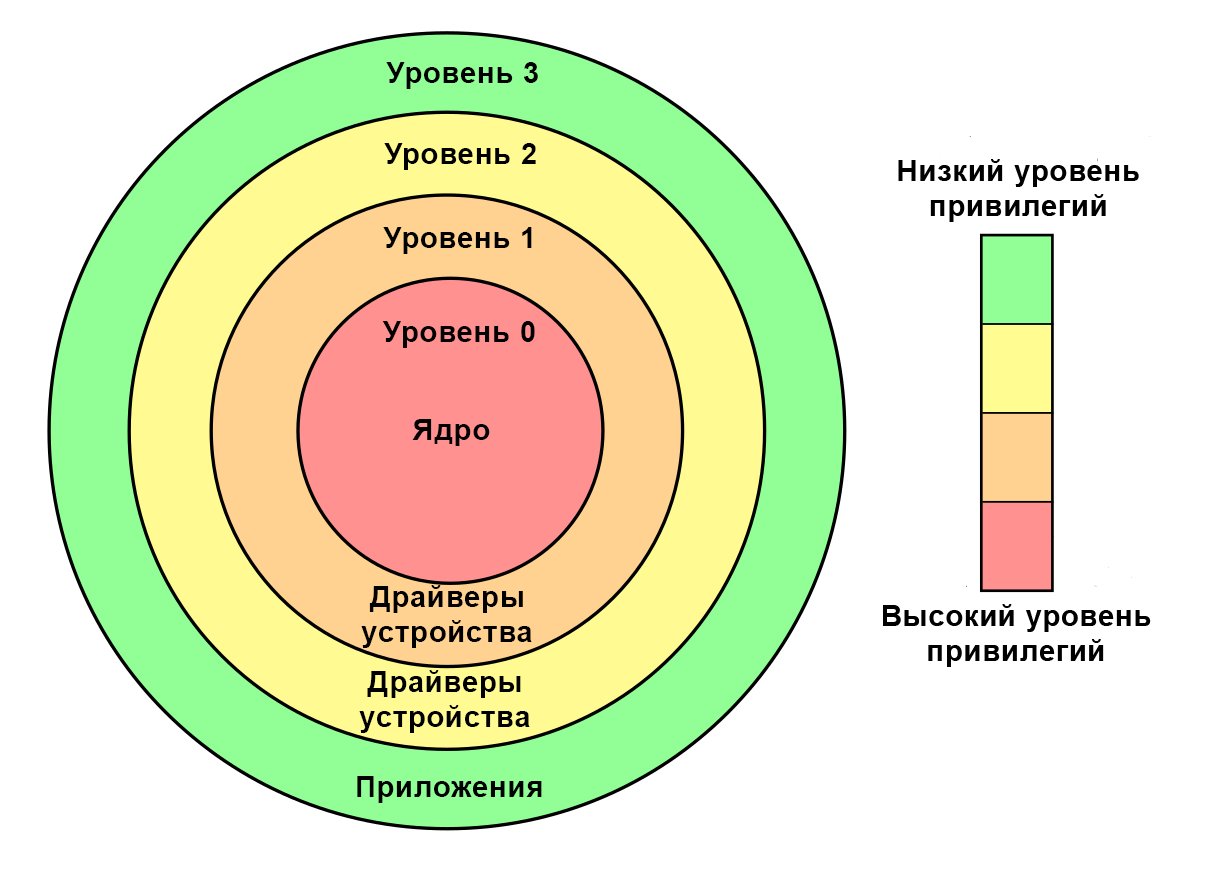 Уровень 3
Уровень 2
Уровень 1
Уровень 0
Ядро
Драйверы
устройства
Драйверы
устройства
Приложения
Низкий уровень
привилегий
Высокий уровень
привилегий